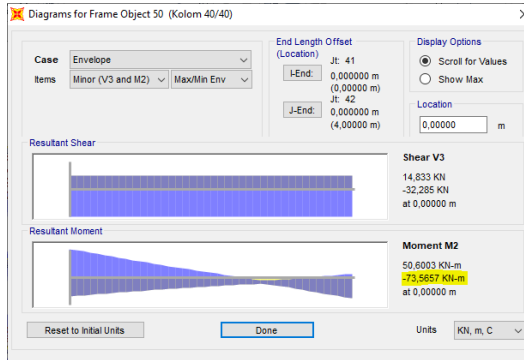 Diagrams for Frame Object 50 (Kolom 40/40)
Case Envelope
Items Minor (V3 and M2) Max/Min Env
End Length Offset
(Location)
Jt: 41
I-End: 0,000000 m
(0,00000 m)
Jt: 42
J-End: 0,000000 m
(4,00000 m)
Display Options
Scroll for Values
Show Max
Location
0,00000 m
Resultant Shear
Shear V3
14,833 KN
-32,285 KN
at 0,00000 m
Resultant Moment
Moment M2
50,6003 KN-m
-73,5657 KN-m
at 0,00000 m
Reset to Initial Units Done Units KN, m, C